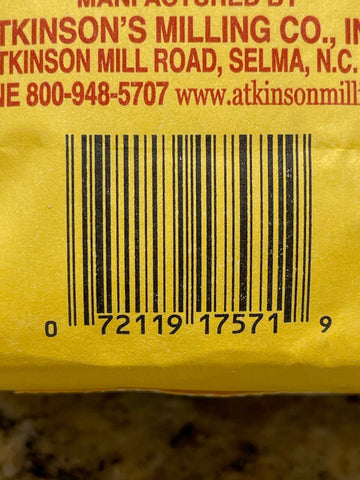 MANUFACTURED BY
TKINSON'S MILLING CO., IN
TKINSON MILL ROAD, SELMA, N.C.
NE 800-948-5707 www.atkinsonmill
0 72119 17571 9